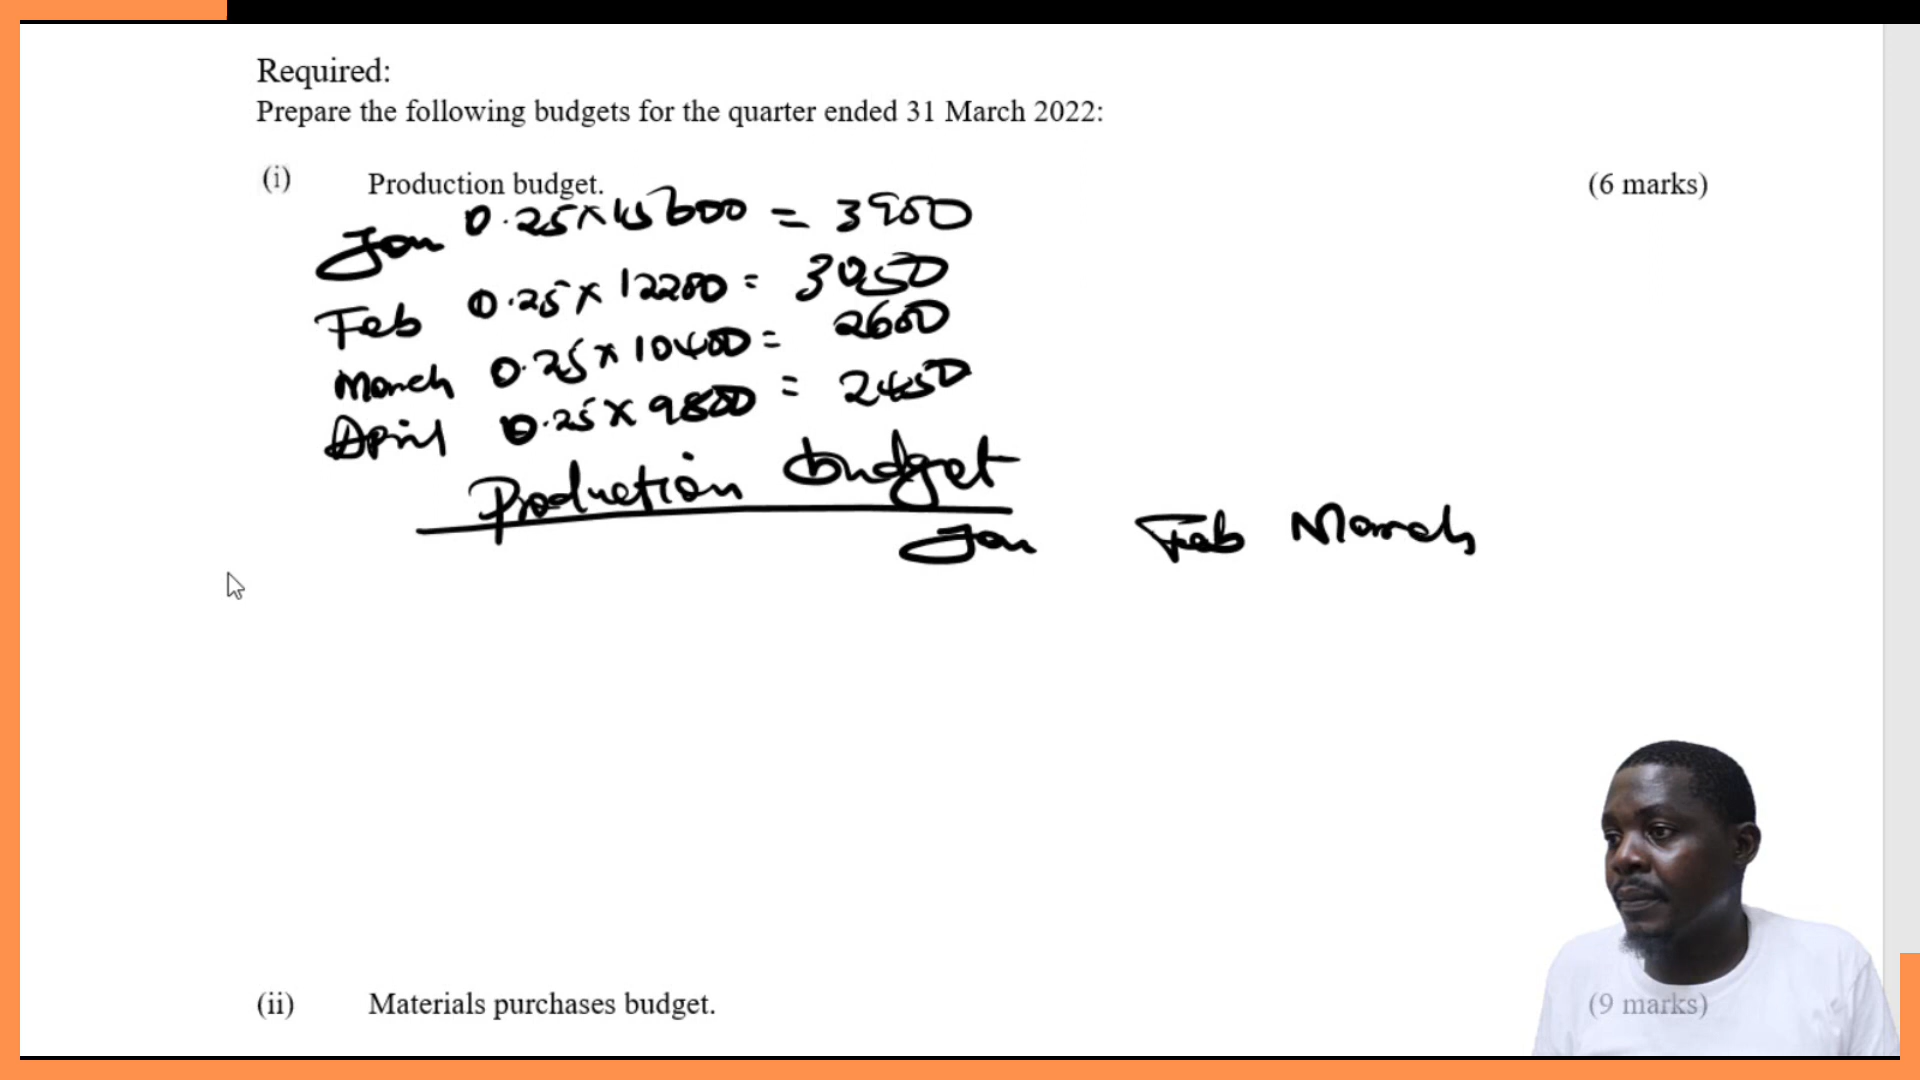 Required:
Prepare the following budgets for the quarter ended 31 March 2022:
(i) Production budget. (6 marks)
Jan 0.25x15600 = 3900
Feb 0.25x12200 = 3050
March 0.25x10400 = 2600
April 0.25x9800 = 2450
Production budget
Jan Feb March
(ii) Materials purchases budget. (9 marks)